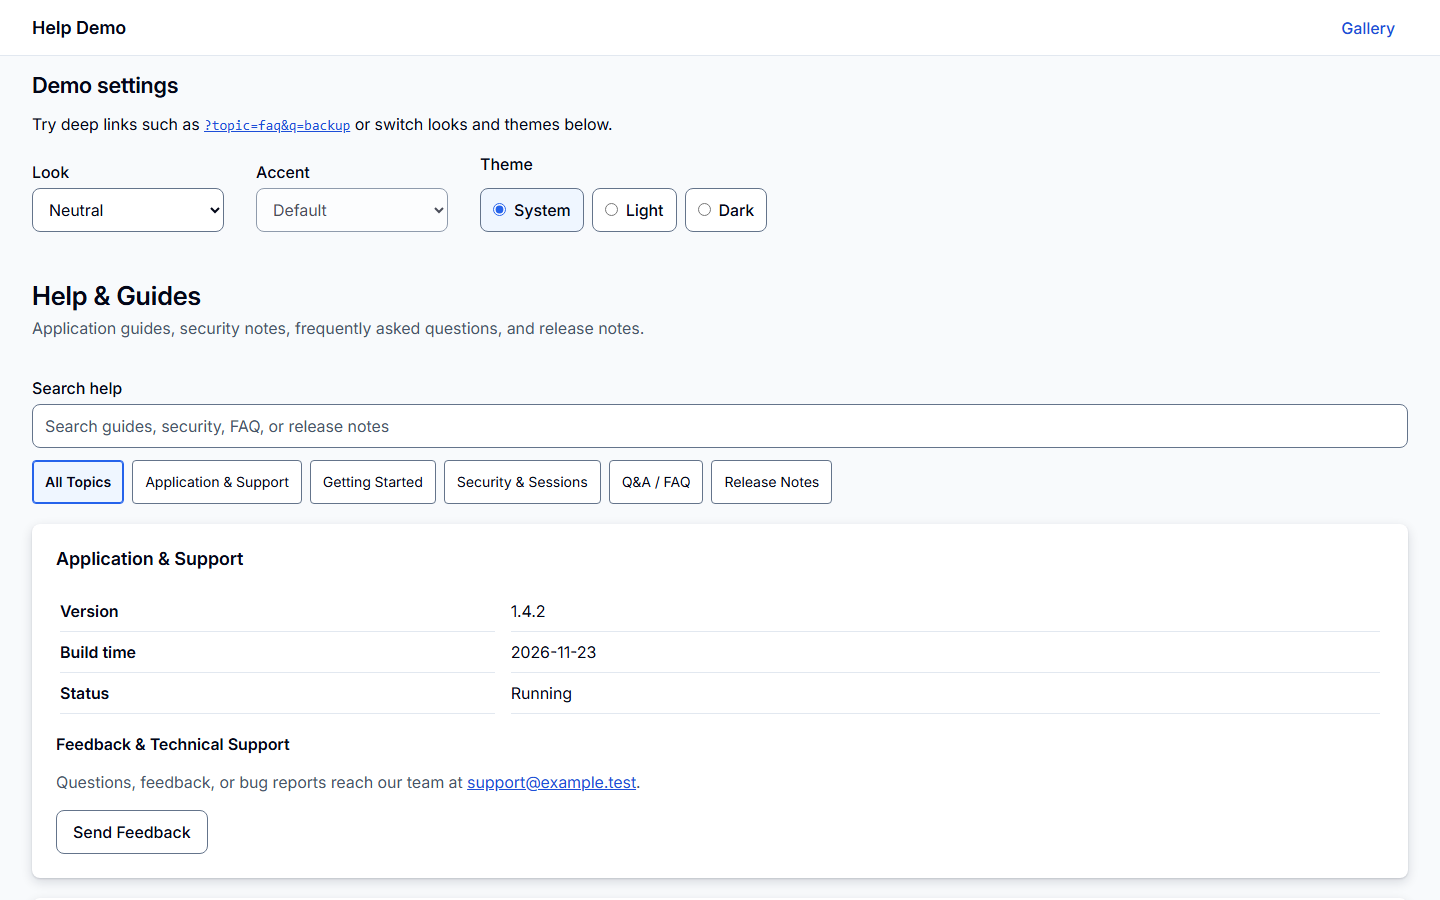 Help Demo
Gallery
Demo settings
Try deep links such as ?topic=faq&q=backup or switch looks and themes below.
Look
Accent
Theme
Neutral
Default
System
Light
Dark
Help & Guides
Application guides, security notes, frequently asked questions, and release notes.
Search help
Search guides, security, FAQ, or release notes
All Topics
Application & Support
Getting Started
Security & Sessions
Q&A / FAQ
Release Notes
Application & Support
Version 1.4.2
Build time 2026-11-23
Status Running
Feedback & Technical Support
Questions, feedback, or bug reports reach our team at support@example.test.
Send Feedback